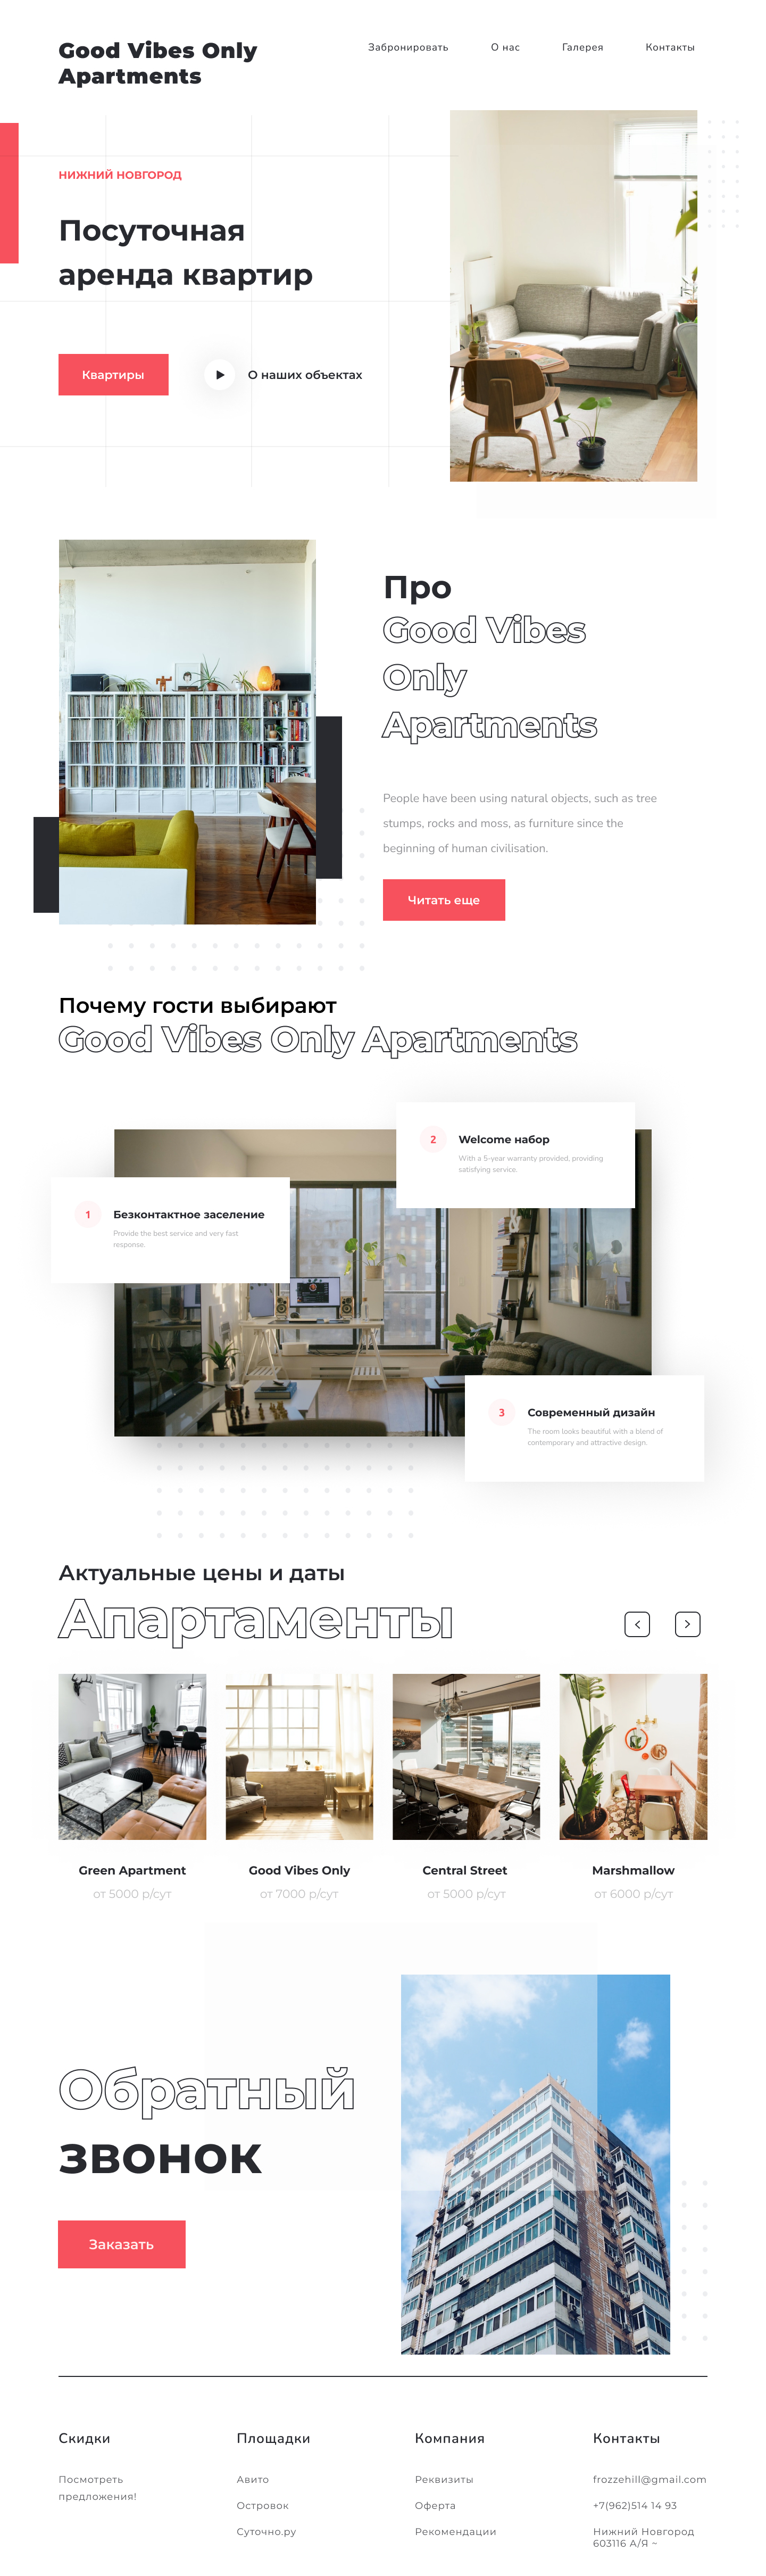 Good Vibes Only
Apartments
Забронировать
О нас
Галерея
Контакты
НИЖНИЙ НОВГОРОД
Посуточная
аренда квартир
Квартиры
О наших объектах
Про
Good Vibes
Only
Apartments
People have been using natural objects, such as tree
stumps, rocks and moss, as furniture since the
beginning of human civilisation.
Читать еще
Почему гости выбирают
Good Vibes Only Apartments
2
Welcome набор
With a 5-year warranty provided, providing
satisfying service.
1
Безконтактное заселение
Provide the best service and very fast
response.
3
Современный дизайн
The room looks beautiful with a blend of
contemporary and attractive design.
Актуальные цены и даты
Апартаменты
Green Apartment
от 5000 р/сут
Good Vibes Only
от 7000 р/сут
Central Street
от 5000 р/сут
Marshmallow
от 6000 р/сут
Обратный
звонок
Заказать
Скидки
Посмотреть
предложения!
Площадки
Авито
Островок
Суточно.ру
Компания
Реквизиты
Оферта
Рекомендации
Контакты
frozzehill@gmail.com
+7(962)514 14 93
Нижний Новгород
603116 А/Я ~